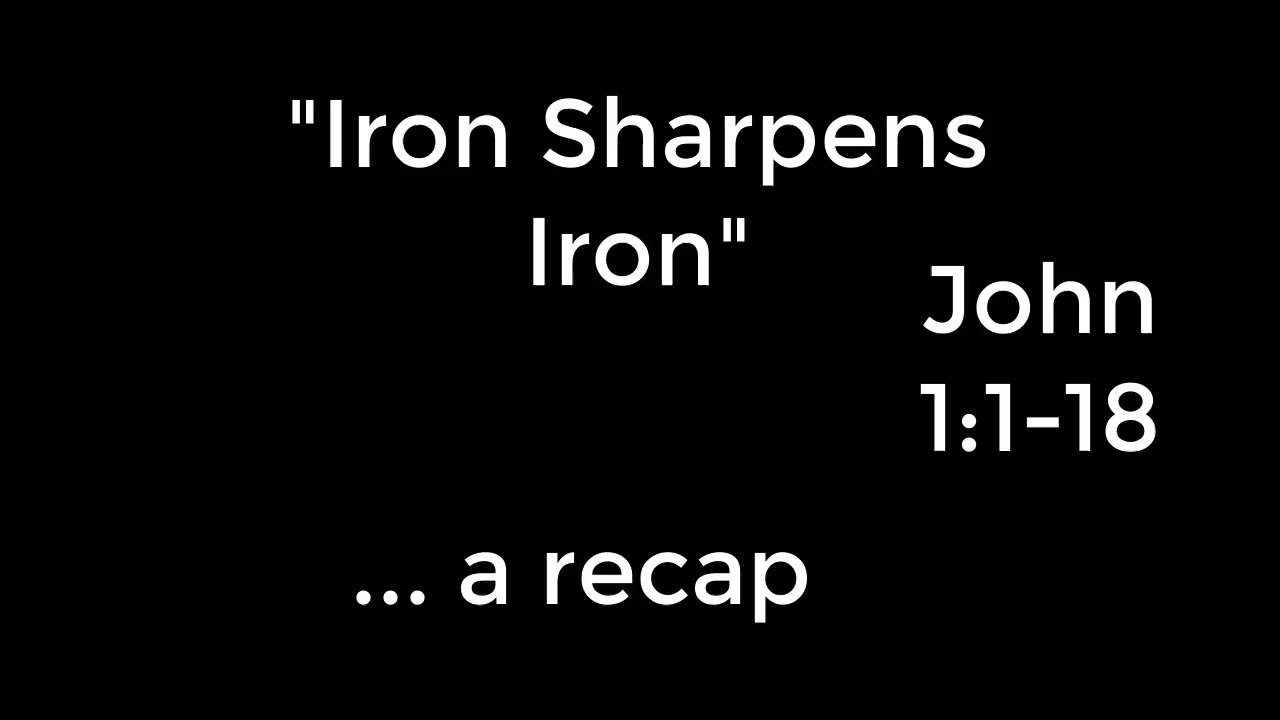 "Iron Sharpens
Iron"
John
1:1-18
... a recap